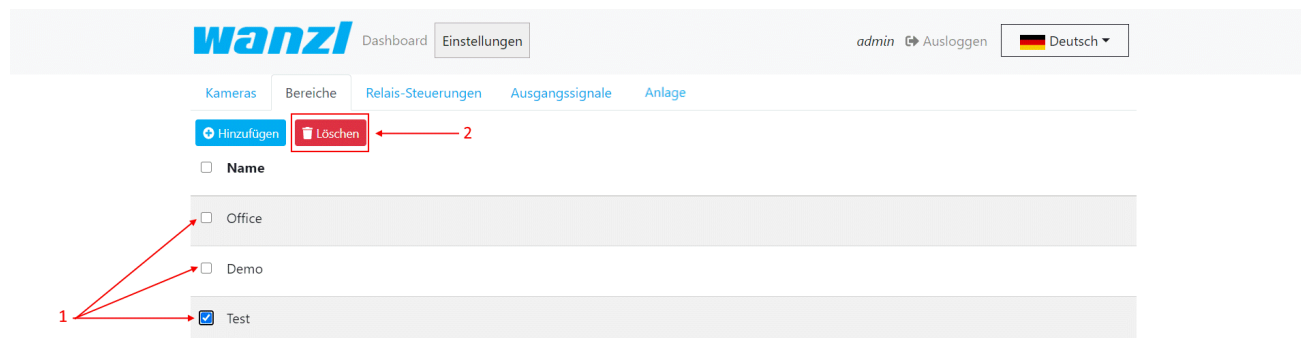 wanzl Dashboard Einstellungen admin Ausloggen Deutsch
Kameras Bereiche Relais-Steuerungen Ausgangssignale Anlage
Hinzufügen Löschen 2
Name
Office
Demo
1 Test